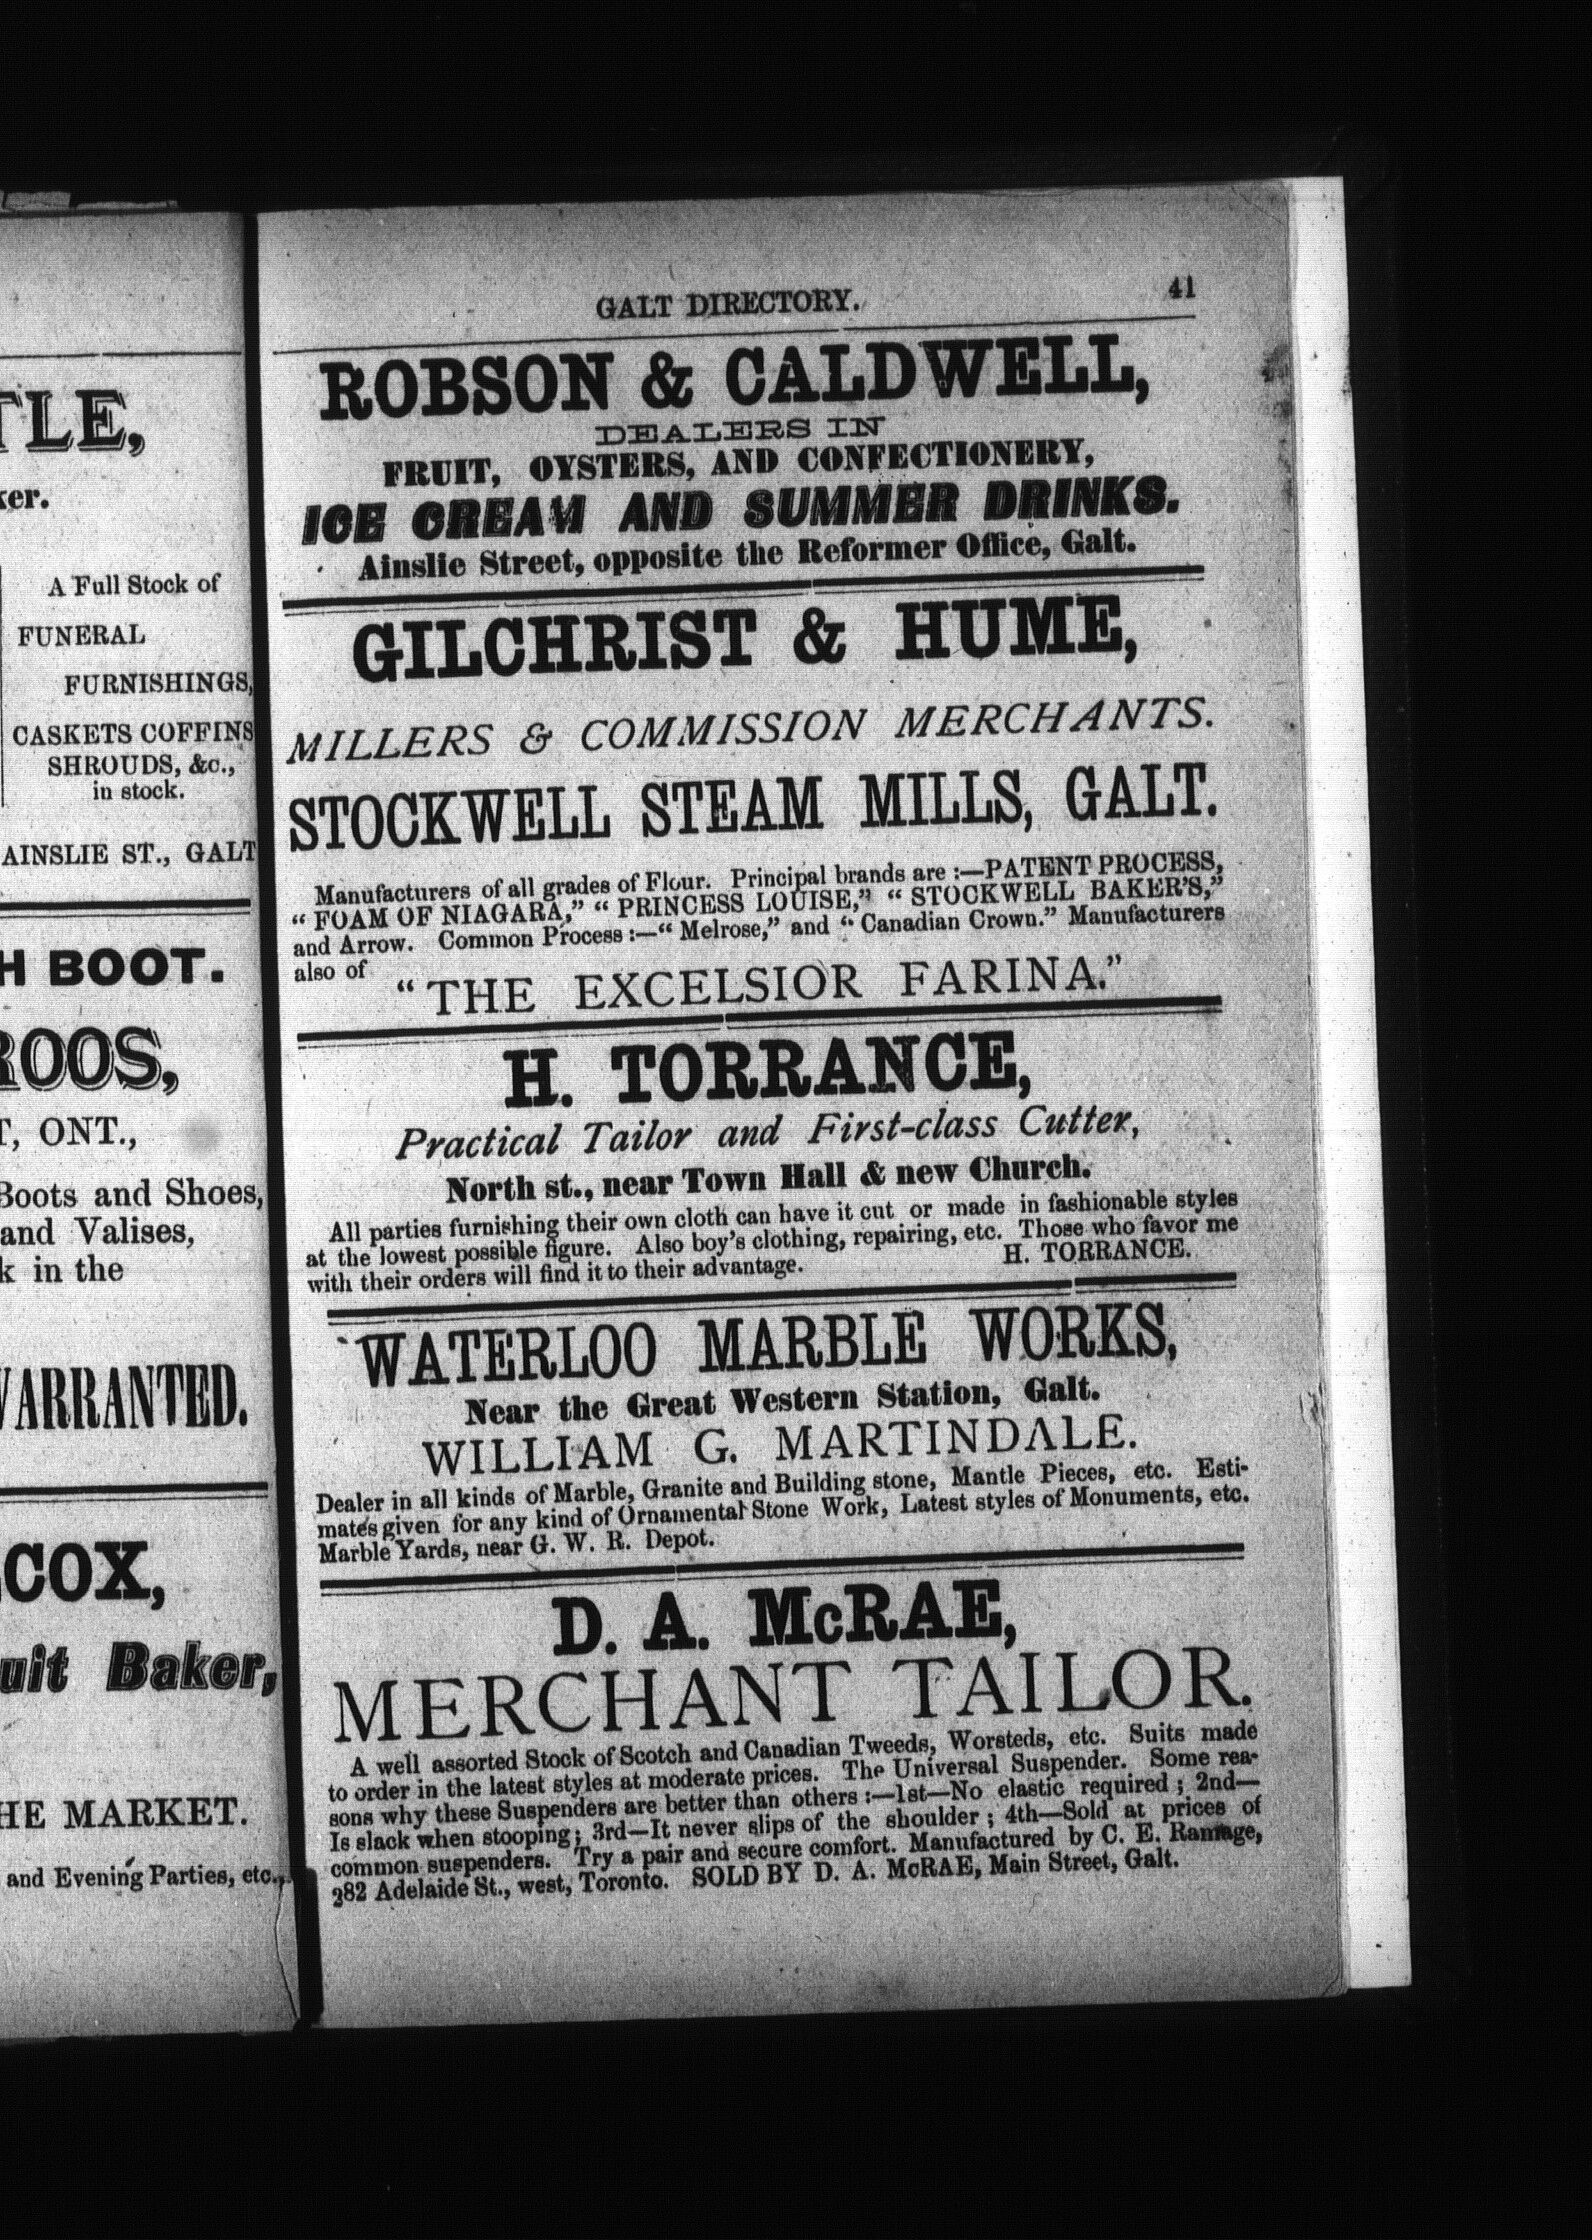 TLE,
ker.
A Full Stock of
FUNERAL
FURNISHINGS,
CASKETS COFFINS
SHROUDS, &c.,
in stock.
AINSLIE ST., GALT
H BOOT.
ROOS,
T, ONT.,
Boots and Shoes,
and Valises,
k in the
WARRANTED.
COX,
uit Baker,
HE MARKET.
and Evening Parties, etc.,
GALT DIRECTORY. 41
ROBSON & CALDWELL,
DEALERS IN
FRUIT, OYSTERS, AND CONFECTIONERY,
ICE CREAM AND SUMMER DRINKS.
Ainslie Street, opposite the Reformer Office, Galt.
GILCHRIST & HUME,
MILLERS & COMMISSION MERCHANTS.
STOCKWELL STEAM MILLS, GALT.
Manufacturers of all grades of Flour. Principal brands are :—PATENT PROCESS,
“ FOAM OF NIAGARA,” “ PRINCESS LOUISE,” “ STOCKWELL BAKER'S,”
and Arrow. Common Process :—“ Melrose,” and “ Canadian Crown.” Manufacturers
also of
“THE EXCELSIOR FARINA.”
H. TORRANCE,
Practical Tailor and First-class Cutter,
North st., near Town Hall & new Church.
All parties furnishing their own cloth can have it cut or made in fashionable styles
at the lowest possible figure. Also boy's clothing, repairing, etc. Those who favor me
with their orders will find it to their advantage. H. TORRANCE.
WATERLOO MARBLE WORKS,
Near the Great Western Station, Galt.
WILLIAM G. MARTINDALE.
Dealer in all kinds of Marble, Granite and Building stone, Mantle Pieces, etc. Esti-
mates given for any kind of Ornamental Stone Work, Latest styles of Monuments, etc.
Marble Yards, near G. W. R. Depot.
D. A. McRAE,
MERCHANT TAILOR.
A well assorted Stock of Scotch and Canadian Tweeds, Worsteds, etc. Suits made
to order in the latest styles at moderate prices. The Universal Suspender. Some rea-
sons why these Suspenders are better than others :—1st—No elastic required ; 2nd—
Is slack when stooping ; 3rd—It never slips of the shoulder ; 4th—Sold at prices of
common suspenders. Try a pair and secure comfort. Manufactured by C. E. Ramage,
282 Adelaide St., west, Toronto. SOLD BY D. A. McRAE, Main Street, Galt.